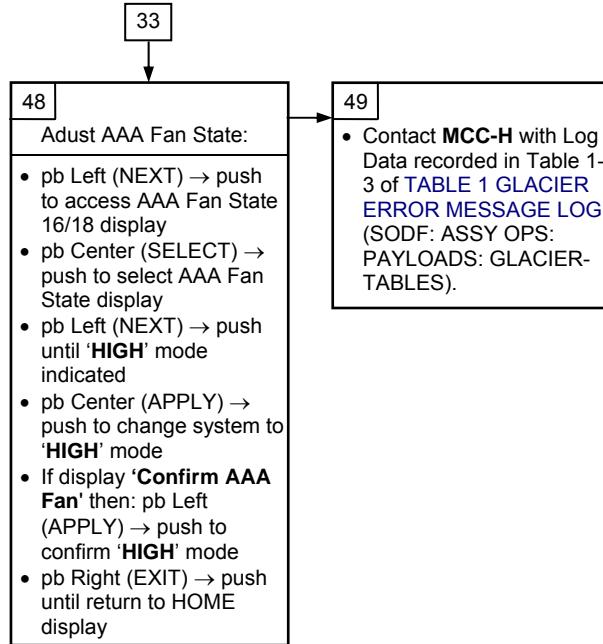 33
48
Adust AAA Fan State:
• pb Left (NEXT) → push
to access AAA Fan State
16/18 display
• pb Center (SELECT) →
push to select AAA Fan
State display
• pb Left (NEXT) → push
until ‘HIGH’ mode
indicated
• pb Center (APPLY) →
push to change system to
‘HIGH’ mode
• If display ‘Confirm AAA
Fan' then: pb Left
(APPLY) → push to
confirm ‘HIGH’ mode
• pb Right (EXIT) → push
until return to HOME
display
49
• Contact MCC-H with Log
Data recorded in Table 1-
3 of TABLE 1 GLACIER
ERROR MESSAGE LOG
(SODF: ASSY OPS:
PAYLOADS: GLACIER-
TABLES).